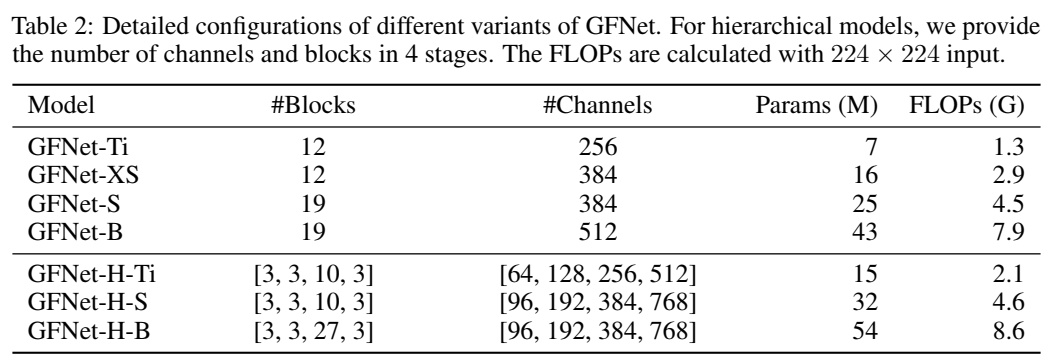 Table 2: Detailed configurations of different variants of GFNet. For hierarchical models, we provide
the number of channels and blocks in 4 stages. The FLOPs are calculated with 224 × 224 input.
Model #Blocks #Channels Params (M) FLOPs (G)
GFNet-Ti 12 256 7 1.3
GFNet-XS 12 384 16 2.9
GFNet-S 19 384 25 4.5
GFNet-B 19 512 43 7.9
GFNet-H-Ti [3, 3, 10, 3] [64, 128, 256, 512] 15 2.1
GFNet-H-S [3, 3, 10, 3] [96, 192, 384, 768] 32 4.6
GFNet-H-B [3, 3, 27, 3] [96, 192, 384, 768] 54 8.6